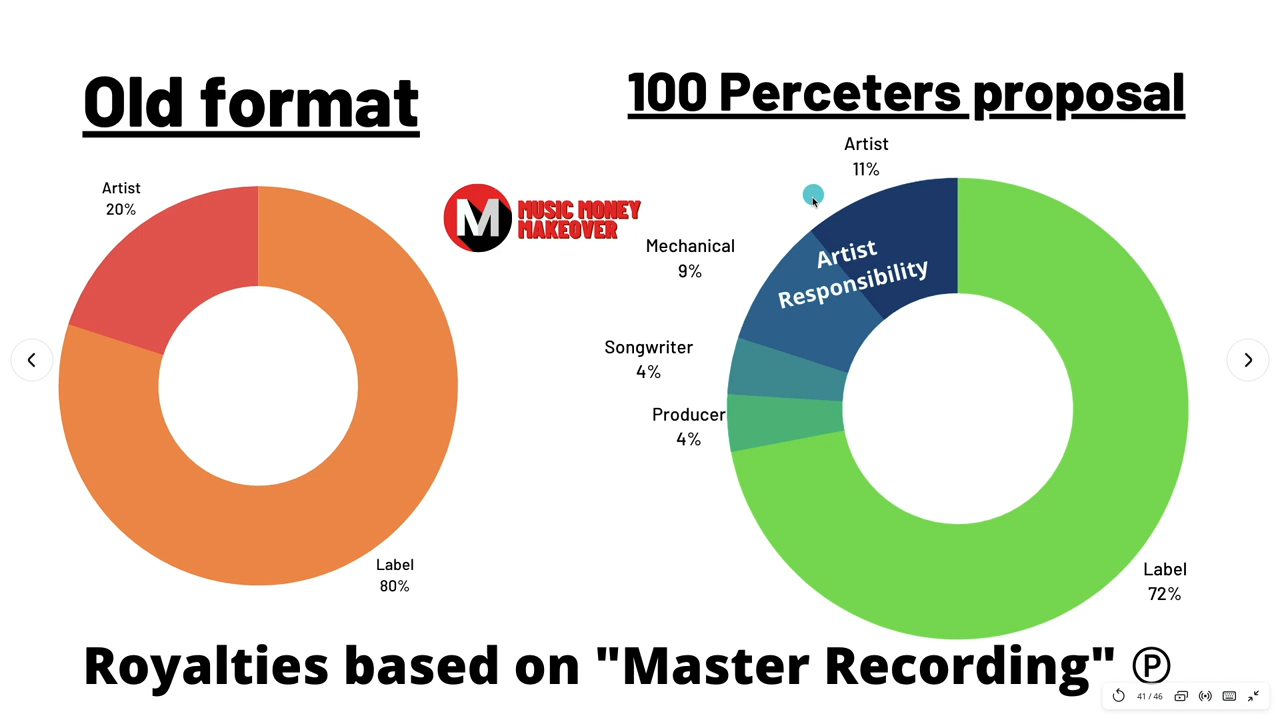 Old format
100 Perceters proposal
Artist
20%
Label
80%
M
MUSIC MONEY
MAKEOVER
Artist
11%
Mechanical
9%
Songwriter
4%
Producer
4%
Artist
Responsibility
Label
72%
Royalties based on "Master Recording" ℗
41 / 46